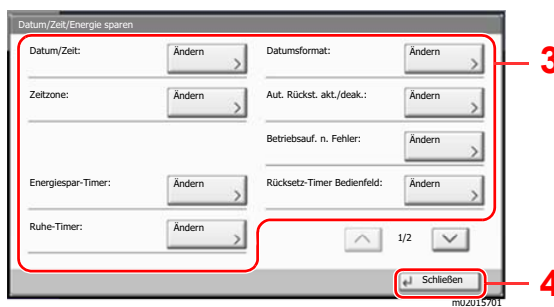 Datum/Zeit/Energie sparen
Datum/Zeit: Ändern Datumsformat: Ändern
3
Zeitzone: Ändern Aut. Rückst. akt./deak.: Ändern
Betriebsauf. n. Fehler: Ändern
Energiespar-Timer: Ändern Rücksetz-Timer Bedienfeld: Ändern
Ruhe-Timer: Ändern
1/2
Schließen
4
m02015701